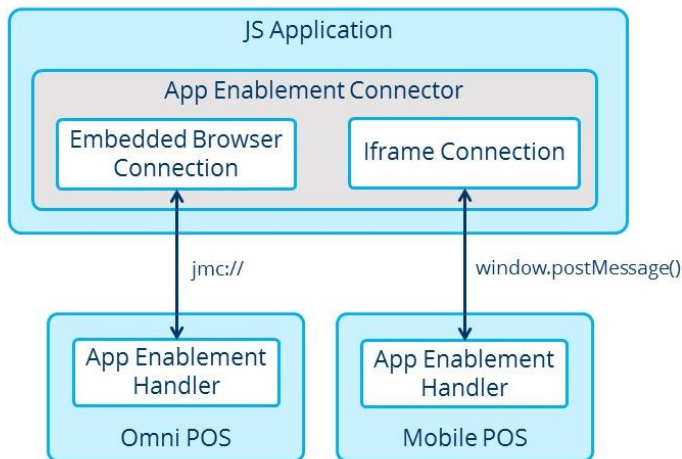 JS Application
App Enablement Connector
Embedded Browser
Connection
Iframe Connection
jmc://
window.postMessage()
App Enablement
Handler
Omni POS
App Enablement
Handler
Mobile POS